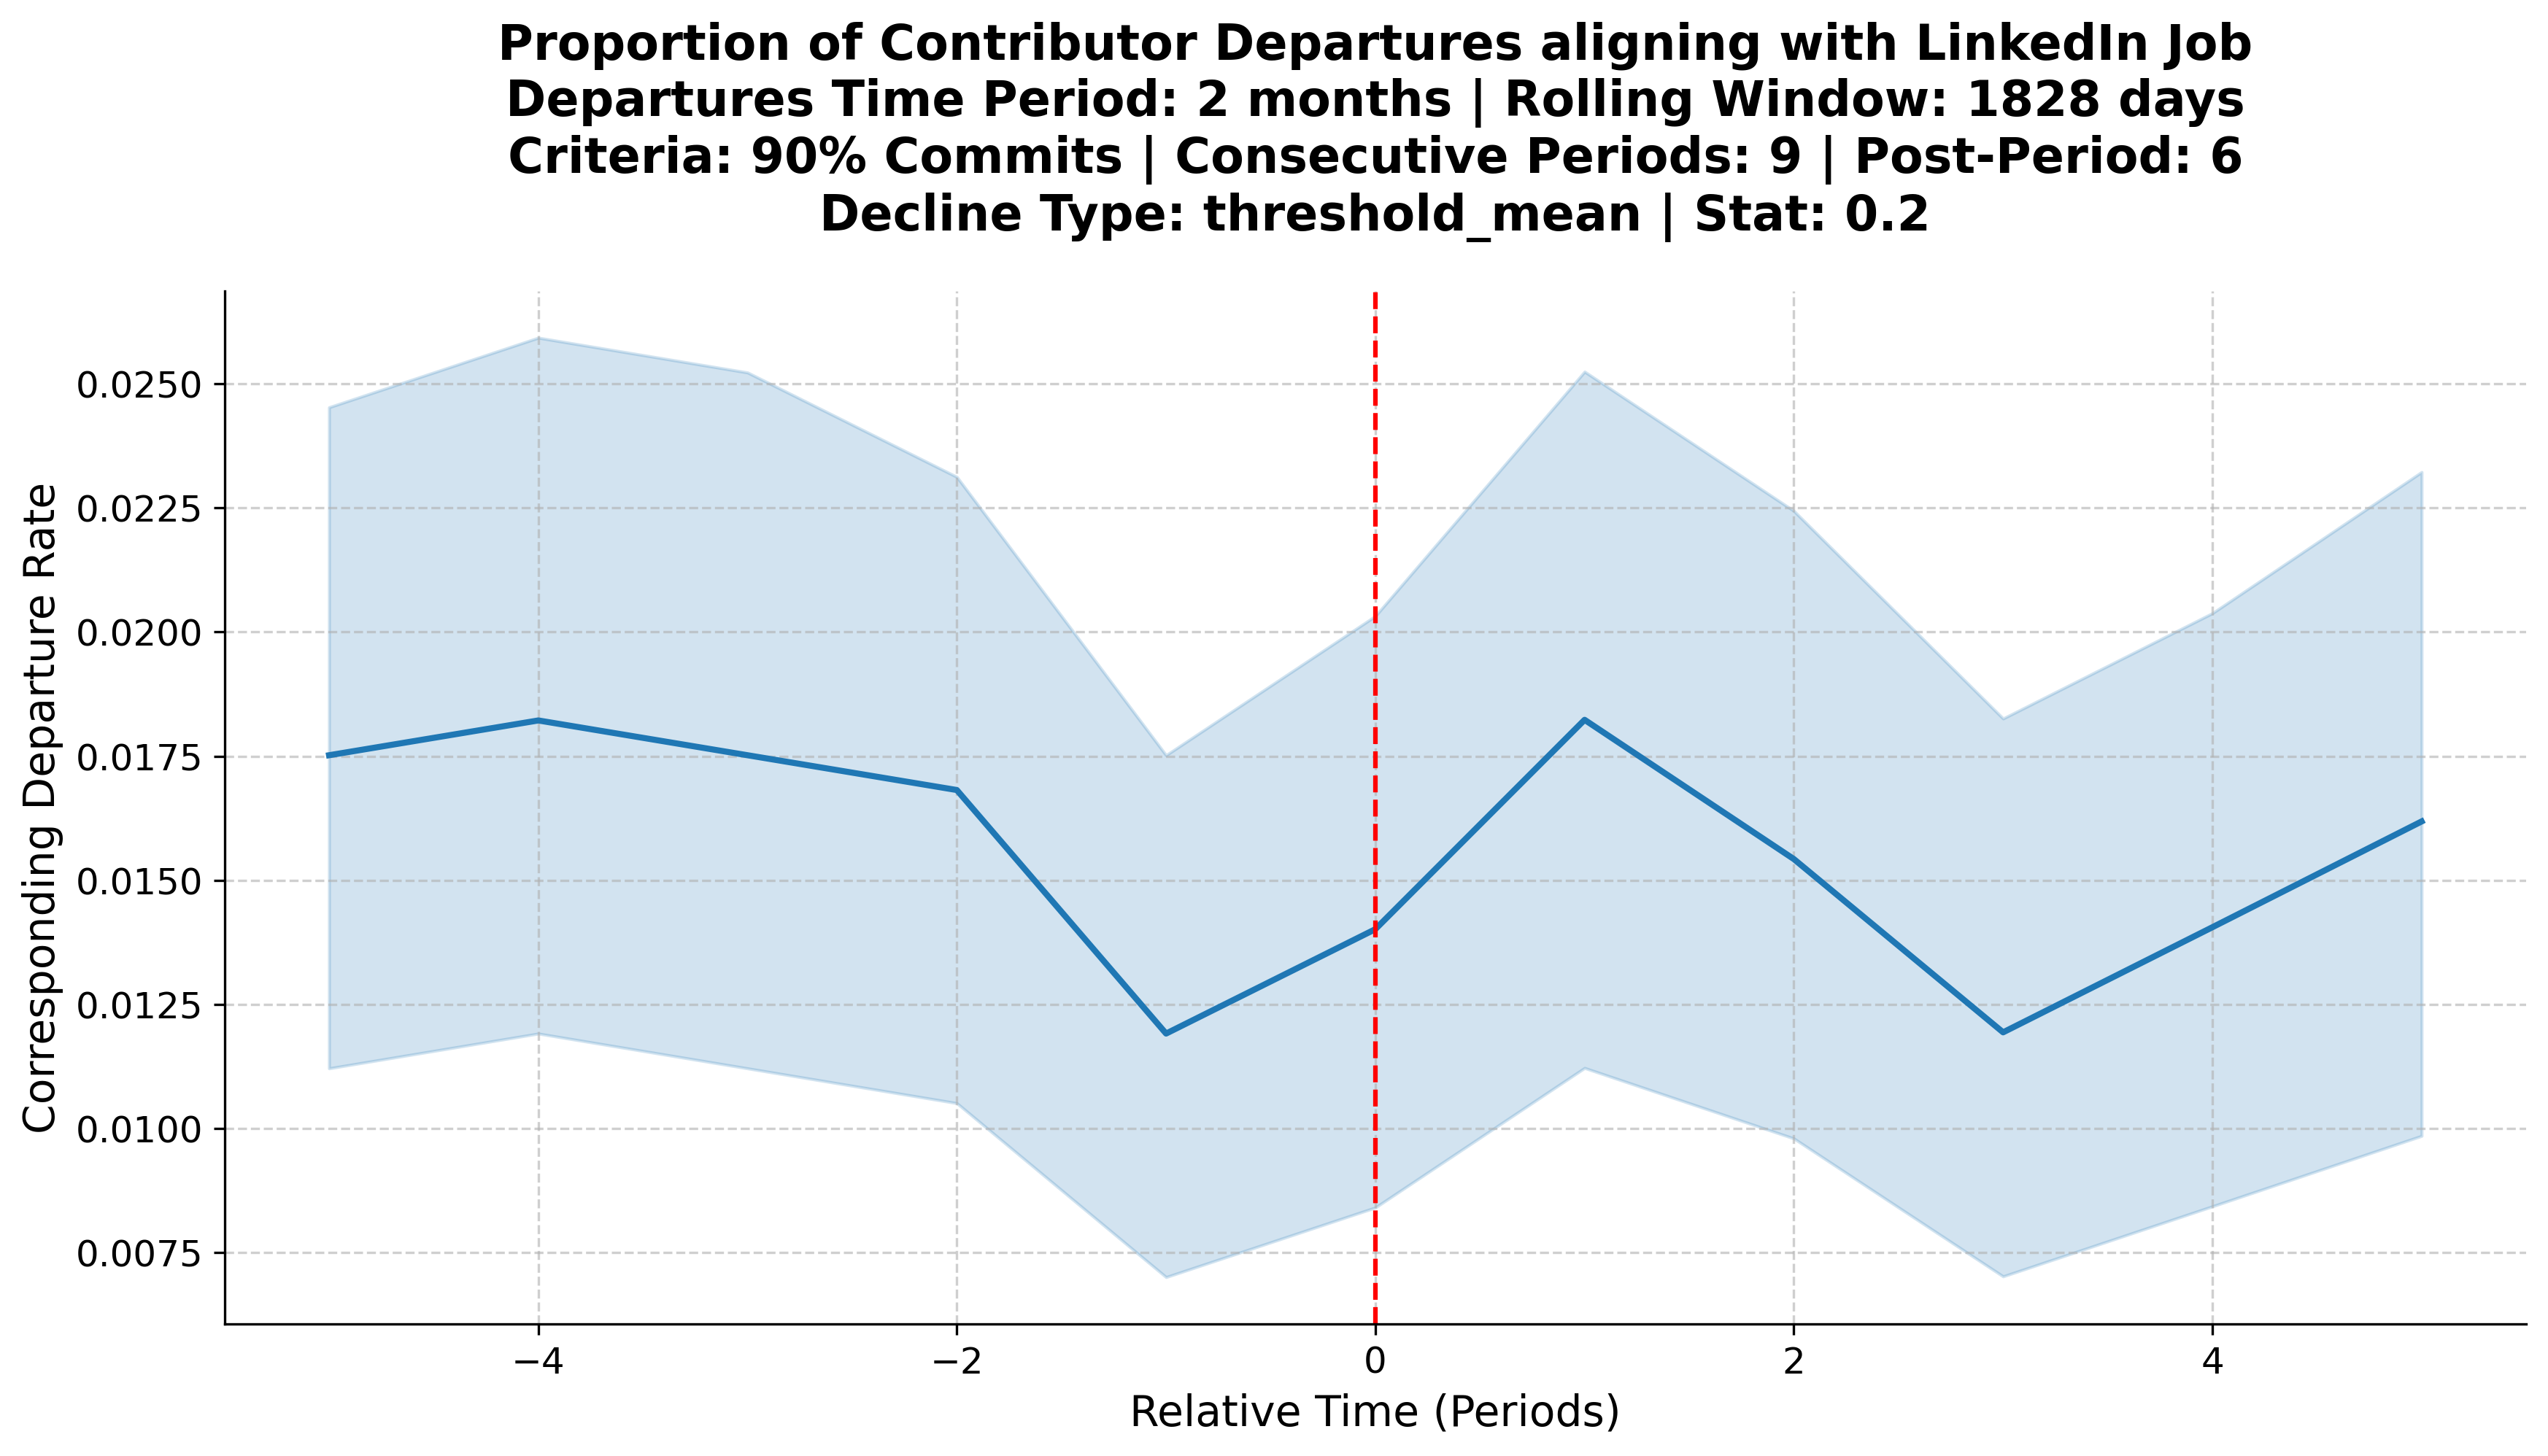 Proportion of Contributor Departures aligning with LinkedIn Job
Departures Time Period: 2 months | Rolling Window: 1828 days
Criteria: 90% Commits | Consecutive Periods: 9 | Post-Period: 6
Decline Type: threshold_mean | Stat: 0.2
Corresponding Departure Rate
0.0250
0.0225
0.0200
0.0175
0.0150
0.0125
0.0100
0.0075
−4 −2 0 2 4
Relative Time (Periods)